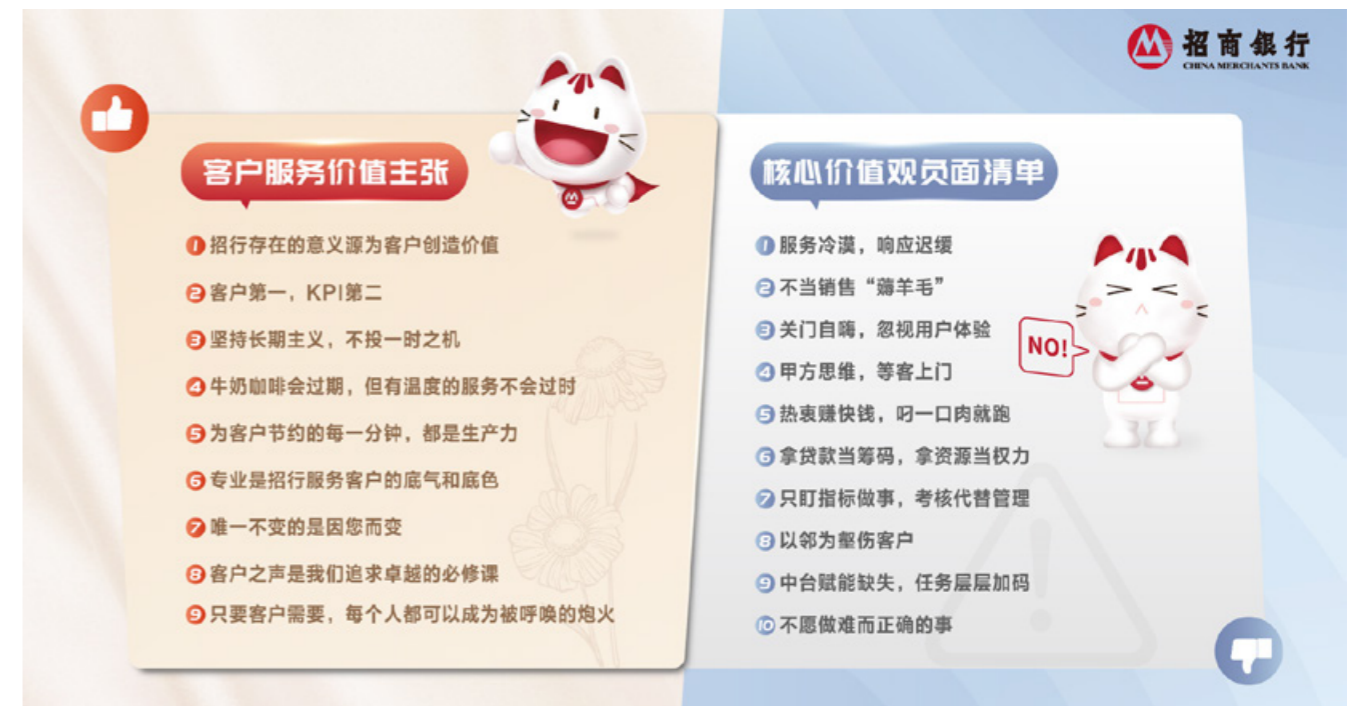 招商银行
CHINA MERCHANTS BANK
客户服务价值主张
1 招行存在的意义源为客户创造价值
2 客户第一，KPI第二
3 坚持长期主义，不投一时之机
4 牛奶咖啡会过期，但有温度的服务不会过时
5 为客户节约的每一分钟，都是生产力
6 专业是招行服务客户的底气和底色
7 唯一不变的是因您而变
8 客户之声是我们追求卓越的必修课
9 只要客户需要，每个人都可以成为被呼唤的炮火
核心价值观负面清单
1 服务冷漠，响应迟缓
2 不当销售“薅羊毛”
3 关门自嗨，忽视用户体验
4 甲方思维，等客上门
5 热衷赚快钱，叼一口肉就跑
6 拿贷款当筹码，拿资源当权力
7 只盯指标做事，考核代替管理
8 以邻为壑伤客户
9 中台赋能缺失，任务层层加码
10 不愿做难而正确的事
NO!